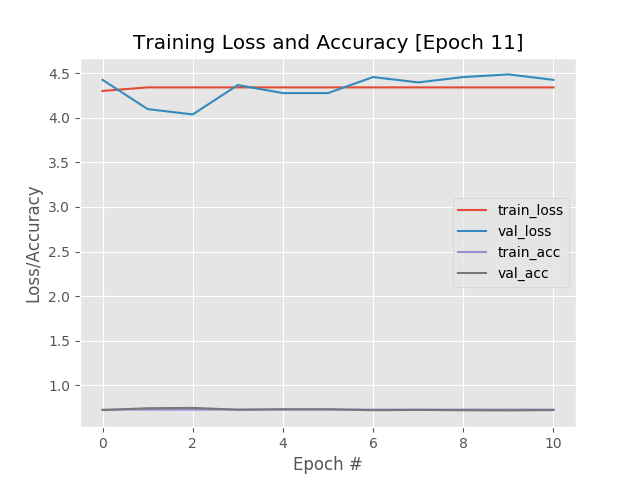 Training Loss and Accuracy [Epoch 11]
4.5
4.0
3.5
3.0
2.5
2.0
1.5
1.0
Loss/Accuracy
train_loss
val_loss
train_acc
val_acc
0 2 4 6 8 10
Epoch #